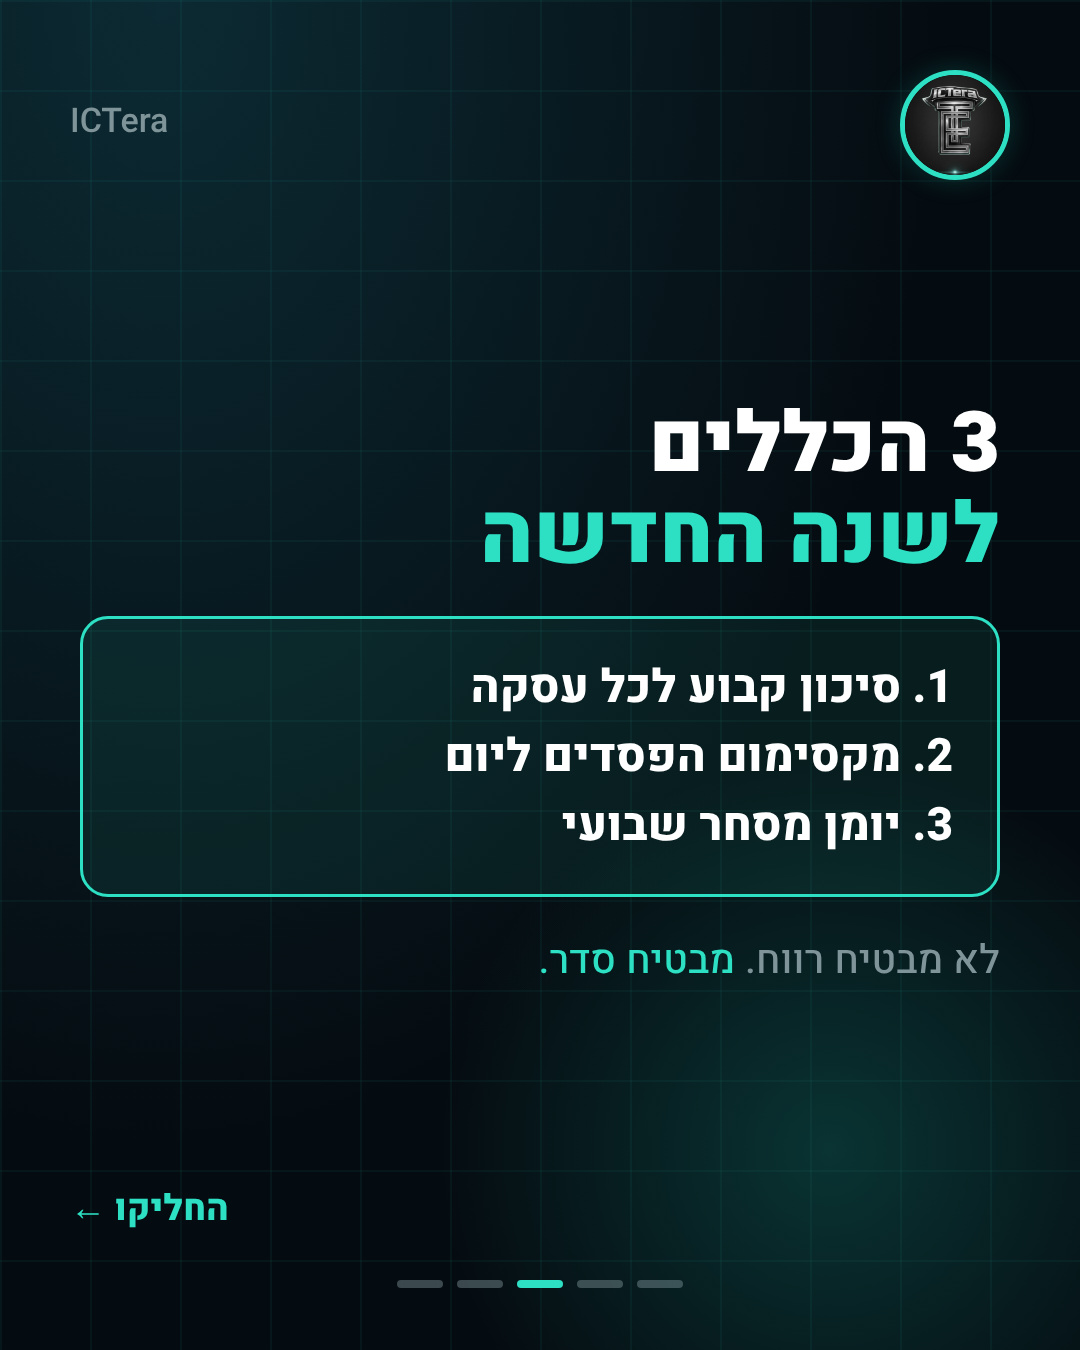 ICTera
ICTera
3 הכללים
לשנה החדשה
1. סיכון קבוע לכל עסקה
2. מקסימום הפסדים ליום
3. יומן מסחר שבועי
לא מבטיח רווח. מבטיח סדר.
החליקו ←